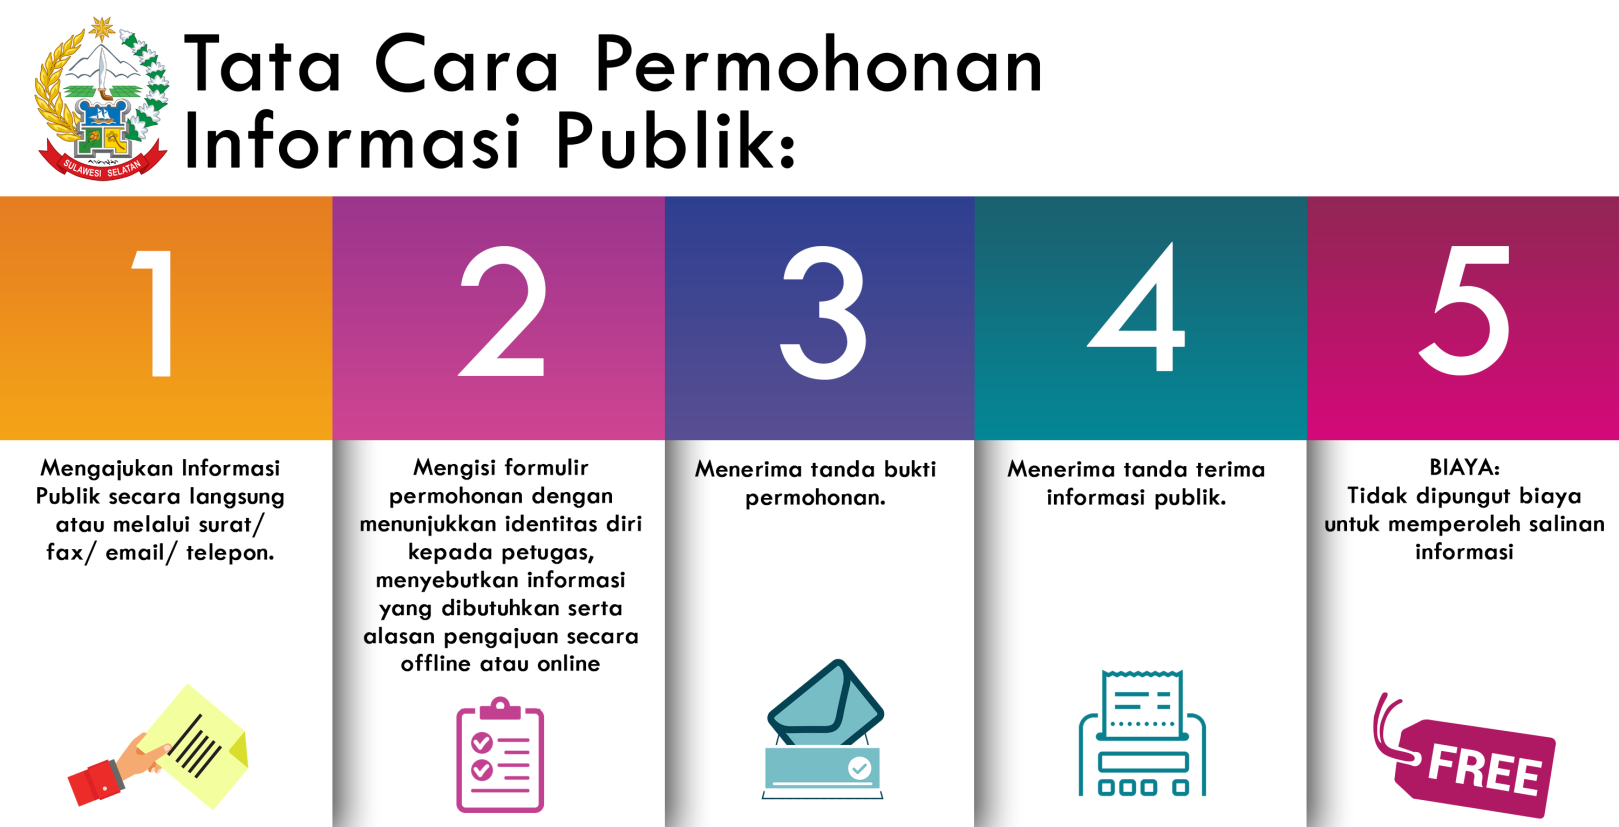 Tata Cara Permohonan
Informasi Publik:
SULAWESI SELATAN
1
Mengajukan Informasi
Publik secara langsung
atau melalui surat/
fax/ email/ telepon.
2
Mengisi formulir
permohonan dengan
menunjukkan identitas diri
kepada petugas,
menyebutkan informasi
yang dibutuhkan serta
alasan pengajuan secara
offline atau online
3
Menerima tanda bukti
permohonan.
4
Menerima tanda terima
informasi publik.
5
BIAYA:
Tidak dipungut biaya
untuk memperoleh salinan
informasi
FREE